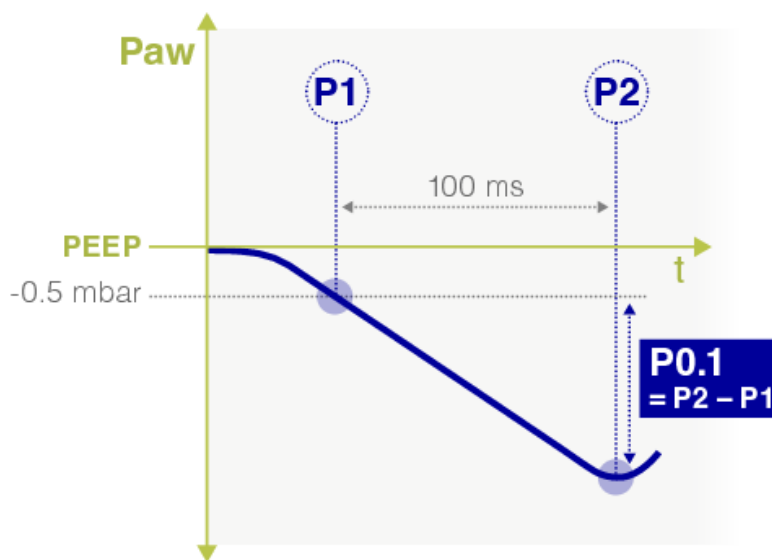 Paw
P1
P2
100 ms
PEEP
t
-0.5 mbar
P0.1
= P2 – P1